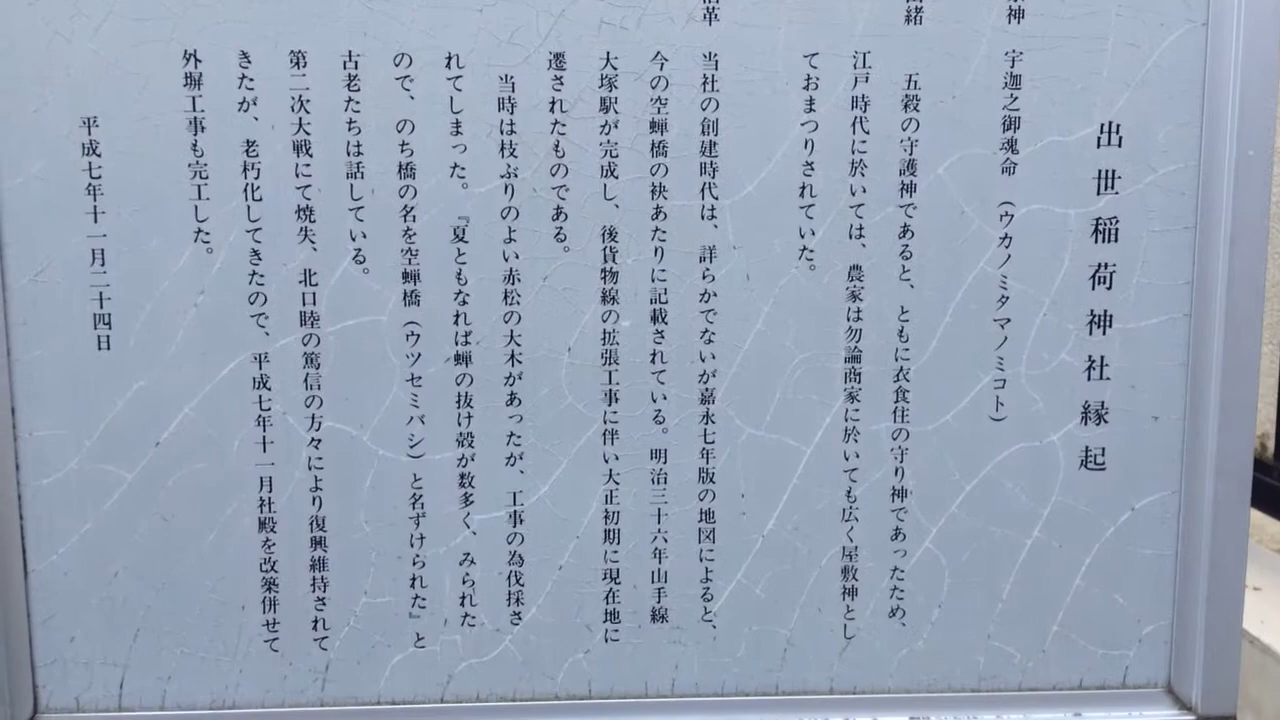 出世稲荷神社縁起
祭神 宇迦之御魂命 (ウカノミタマノミコト)
由緒 五穀の守護神であると、ともに衣食住の守り神であったため、
江戸時代に於いては、農家は勿論商家に於いても広く屋敷神とし
ておまつりされていた。
沿革 当社の創建時代は、詳らかでないが嘉永七年版の地図によると、
今の空蝉橋の袂あたりに記載されている。明治三十六年山手線
大塚駅が完成し、後貨物線の拡張工事に伴い大正初期に現在地に
遷されたものである。
当時は枝ぶりのよい赤松の大木があったが、工事の為伐採さ
れてしまった。『夏ともなれば蝉の抜け殻が数多く、みられた
ので、のち橋の名を空蝉橋(ウツセミバシ)と名ずけられた』と
古老たちは話している。
第二次大戦にて焼失、北口睦の篤信の方々により復興維持されて
きたが、老朽化してきたので、平成七年十一月社殿を改築併せて
外塀工事も完工した。
平成七年十一月二十四日